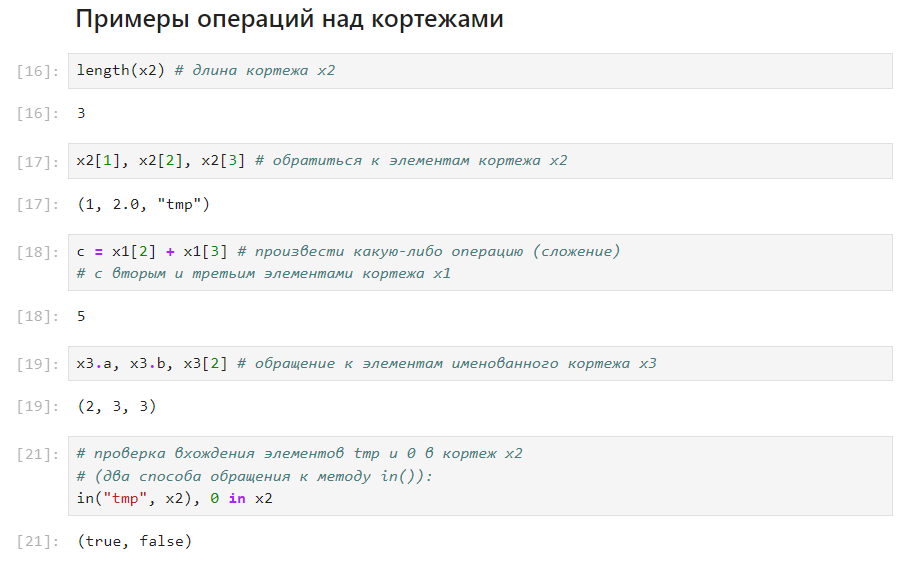 Примеры операций над кортежами
[16]: length(x2) # длина кортежа x2
[16]: 3
[17]: x2[1], x2[2], x2[3] # обратиться к элементам кортежа x2
[17]: (1, 2.0, "tmp")
[18]: c = x1[2] + x1[3] # произвести какую-либо операцию (сложение)
# с вторым и третьим элементами кортежа x1
[18]: 5
[19]: x3.a, x3.b, x3[2] # обращение к элементам именованного кортежа x3
[19]: (2, 3, 3)
[21]: # проверка вхождения элементов tmp и 0 в кортеж x2
# (два способа обращения к методу in()):
in("tmp", x2), 0 in x2
[21]: (true, false)